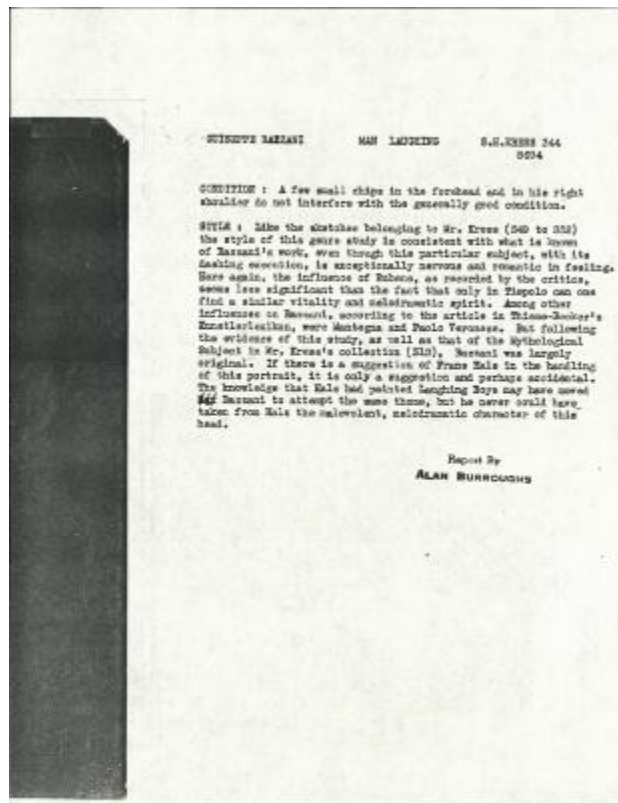 GUISEPPE BAZZANI MAN LAUGHING S.H.KRESS 244
CONDITION : A few small chips in the forehead and in his right
shoulder do not interfere with the generally good condition.
STYLE : Like the sketches belonging to Mr. Kress (349 to 352)
the style of this genre study is consistent with what is known
of Bazzani's work, even though this particular subject, with its
dashing execution, is exceptionally nervous and romantic in feeling.
Here again, the influence of Rubens, as recorded by the critics,
seems less significant than the fact that only in Tiepolo can one
find a similar vitality and melodramatic spirit. Among other
influences on Bazzani, according to the article in Thieme-Becker's
Kunstlerlexikon, were Mantegna and Paolo Veronese. But following
the evidence of this study, as well as that of the Mythological
Subject in Mr. Kress's collection Bazzani was largely
original. If there is a suggestion of Frans Hals in the handling
of this portrait, it is only a suggestion and perhaps accidental.
The knowledge that Hals had painted Laughing Boys may have moved
Bazzani to attempt the same theme, but he never could have
taken from Hals the malevolent, melodramatic character of this
head.
Report By
ALAN BURROUGHS